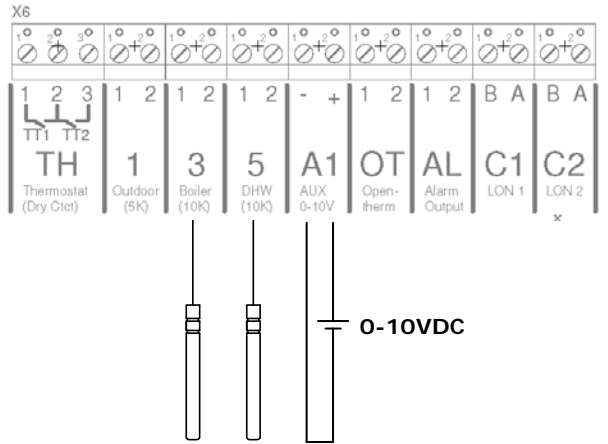 X6
1 2 3 1 2 1 2 1 2 1 2 1 2 1 2 1 2 1 2
1 2 3 1 2 1 2 1 2 - + 1 2 1 2 B A B A
TT1 TT2
TH 1 3 5 A1 OT AL C1 C2
Thermostat Outdoor Boiler DHW AUX Open- Alarm LON 1 LON 2
(Dry Ctct) (5K) (10K) (10K) 0-10V therm Output x
0-10VDC